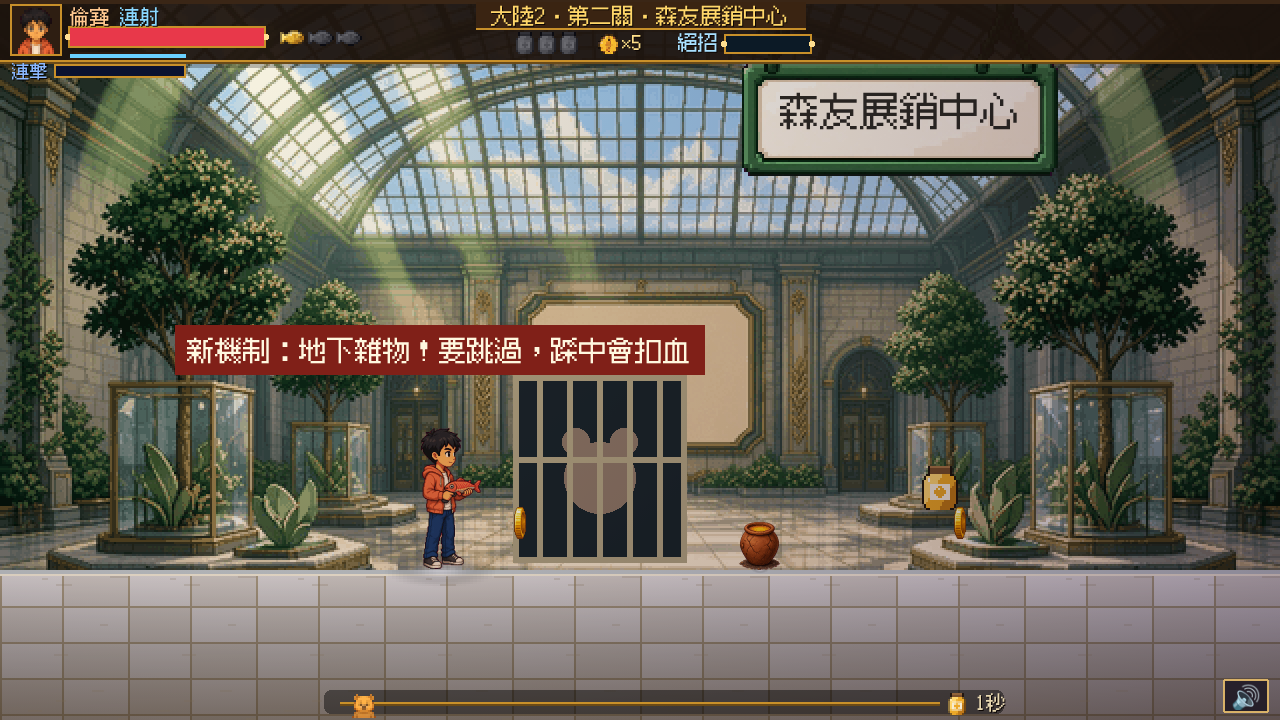 倫寶 連射
大陸2·第二關·森友展銷中心
×5
絕招
連擊
森友展銷中心
新機制：地下雜物！要跳過，踩中會扣血
1秒